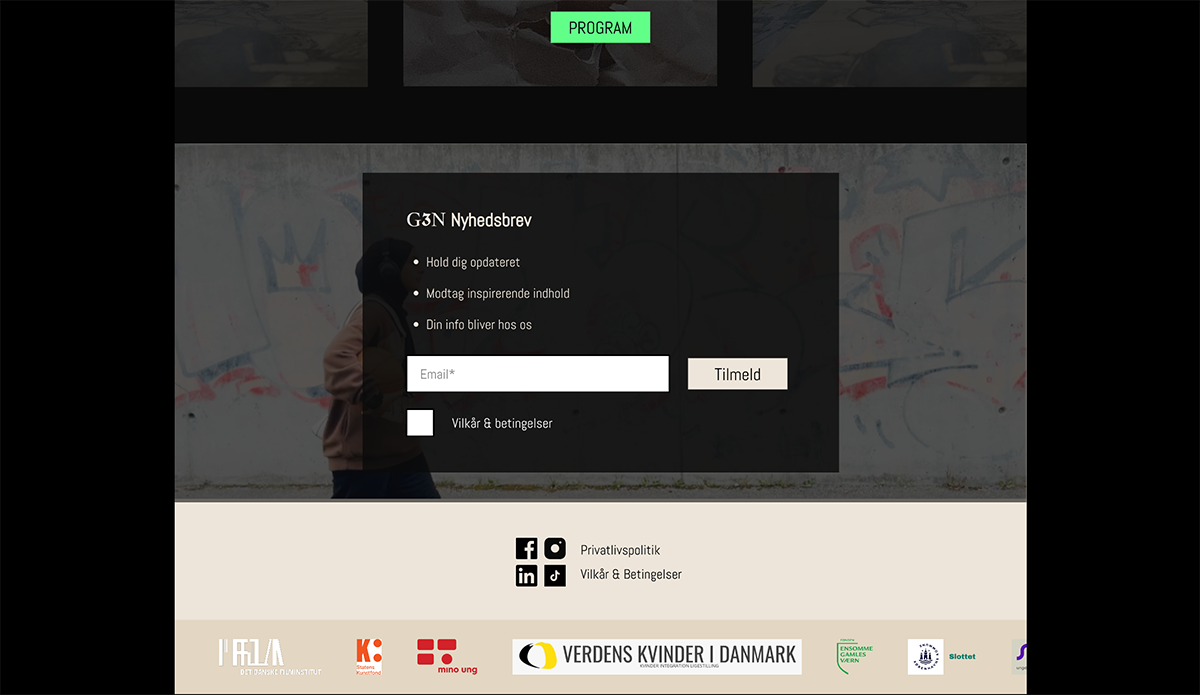 PROGRAM
G3N Nyhedsbrev
Hold dig opdateret
Modtag inspirerende indhold
Din info bliver hos os
Email*
Tilmeld
Vilkår & betingelser
Privatlivspolitik
Vilkår & Betingelser
DET DANSKE FILMINSTITUT
K:
Statens
Kunstfond
mino ung
VERDENS KVINDER I DANMARK
KVINDER INTEGRATION LIGESTILLING
FONDEN
ENSOMME
GAMLES
VÆRN
Slottet